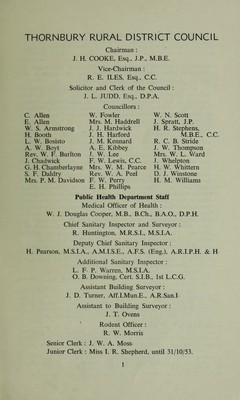 THORNBURY RURAL DISTRICT COUNCIL
Chairman :
J. H. COOKE, Esq., J.P., M.B.E.
Vice-Chairman :
R. E. ILES, Esq., C.C.
Solicitor and Clerk of the Council :
J. L. JUDD, Esq., D.P.A.
Councillors :
C. Allen W. Fowler W. N. Scott
E. Allen Mrs. M. Haddrell J. Spratt, J.P.
W. S. Armstrong J. J. Hardwick H. R. Stephens,
H. Booth J. H. Harford M.B.E., C.C.
L. W. Bosisto J. M. Kennard R. C. B. Stride
A. W. Boyt A. E. Kibbey J. W. Thompson
Rev. W. F. Burlton J. W. Lee Mrs. W. L. Ward
J. Chadwick F. W. Lewis, C.C. J. Whelpton
G. H. Chamberlayne Mrs. W. M. Pearce H. W. Whittern
S. F. Daldry Rev. W. A. Peel D. J. Winstone
Mrs. P. M. Davidson F. W. Perry H. M. Williams
E. H. Phillips
Public Health Department Staff
Medical Officer of Health :
W. J. Douglas Cooper, M.B., B.Ch., B.A.O., D.P.H.
Chief Sanitary Inspector and Surveyor :
R. Huntington, M.R.S.I., M.S.I.A.
Deputy Chief Sanitary Inspector :
H. Pearson, M.S.I.A., A.M.I.S.E., A.F.S. (Eng.), A.R.I.P.H. & H
Additional Sanitary Inspector :
L. F. P. Warren, M.S.I.A.
O. B. Downing, Cert. S.I.B., 1st L.C.G.
Assistant Building Surveyor :
J. D. Turner, Aff.I.Mun.E., A.R.San.I
Assistant to Building Surveyor :
J. T. Ovens
Rodent Officer :
R. W. Morris
Senior Clerk : J. W. A. Moss
Junior Clerk : Miss I. R. Shepherd, until 31/10/53.
1